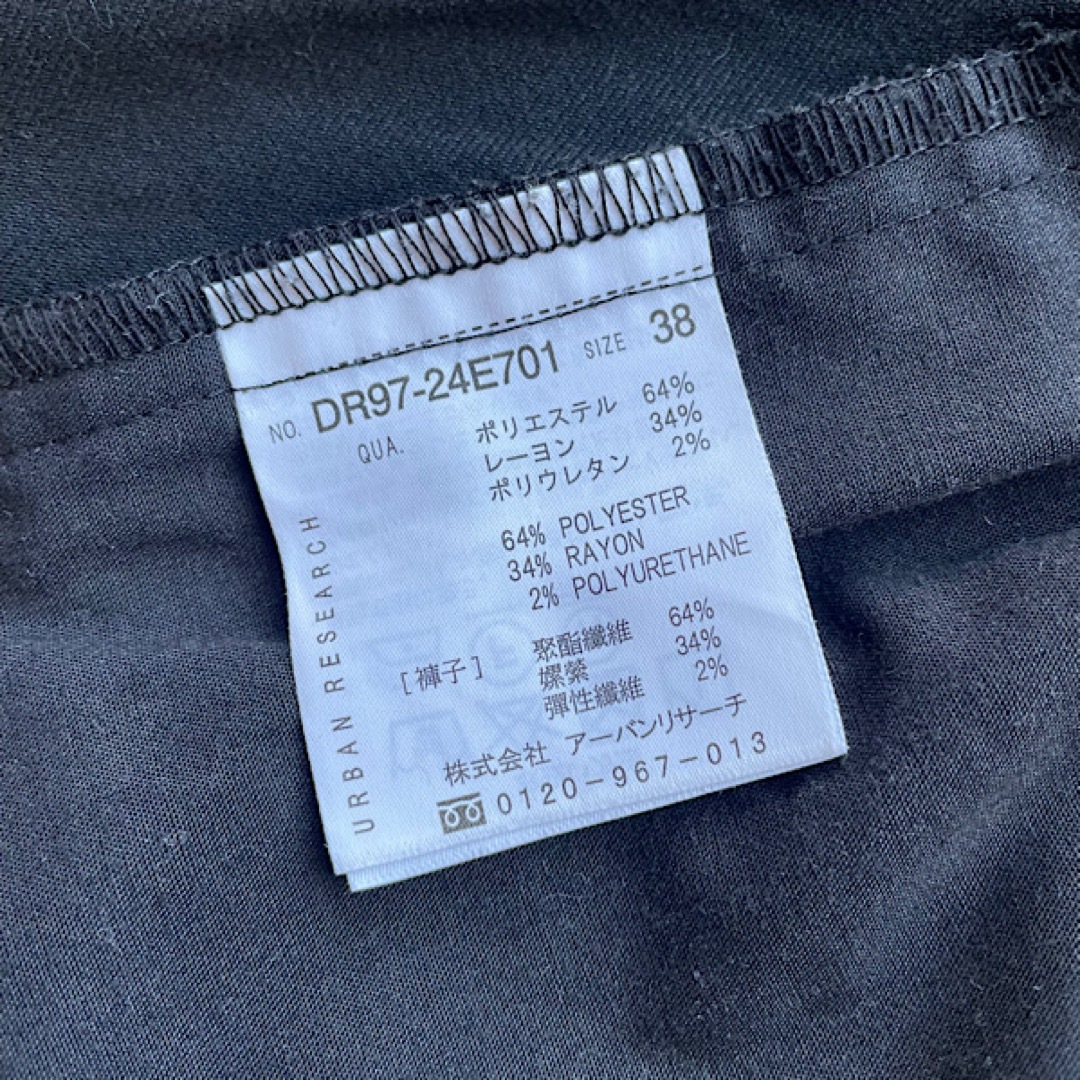 NO. DR97-24E701 SIZE 38
QUA. ポリエステル 64%
レーヨン 34%
ポリウレタン 2%
64% POLYESTER
34% RAYON
2% POLYURETHANE
[褲子] 聚酯纖維 64%
嫘縈 34%
彈性纖維 2%
株式会社 アーバンリサーチ
0120-967-013
URBAN RESEARCH